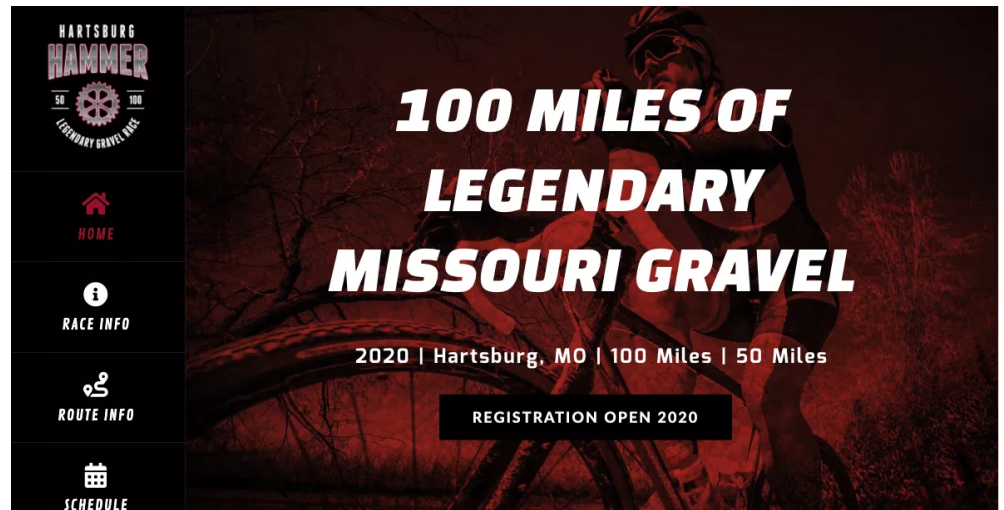 HARTSBURG
HAMMER
50 100
LEGENDARY GRAVEL RACE
HOME
RACE INFO
ROUTE INFO
SCHEDULE
100 MILES OF
LEGENDARY
MISSOURI GRAVEL
2020 | Hartsburg, MO | 100 Miles | 50 Miles
REGISTRATION OPEN 2020